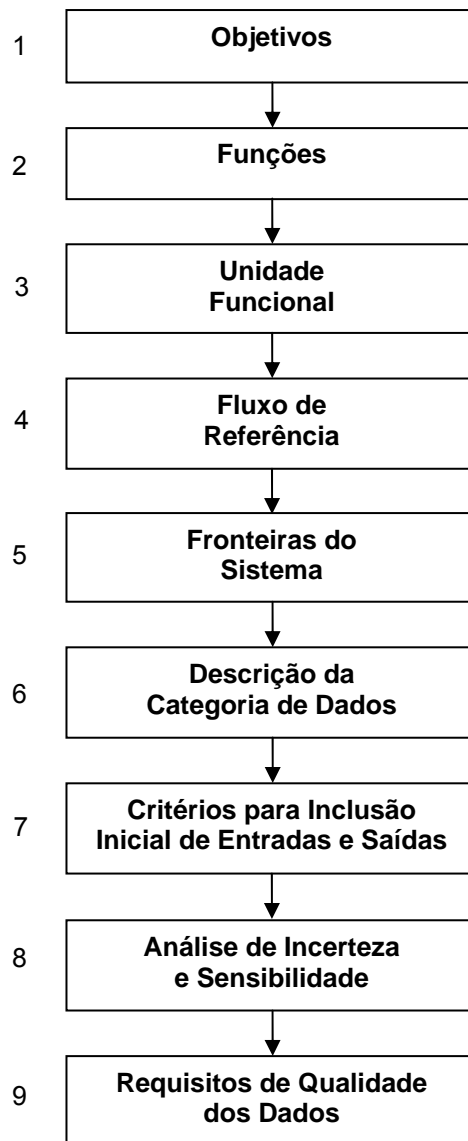 1
Objetivos
2
Funções
3
Unidade
Funcional
4
Fluxo de
Referência
5
Fronteiras do
Sistema
6
Descrição da
Categoria de Dados
7
Critérios para Inclusão
Inicial de Entradas e Saídas
8
Análise de Incerteza
e Sensibilidade
9
Requisitos de Qualidade
dos Dados